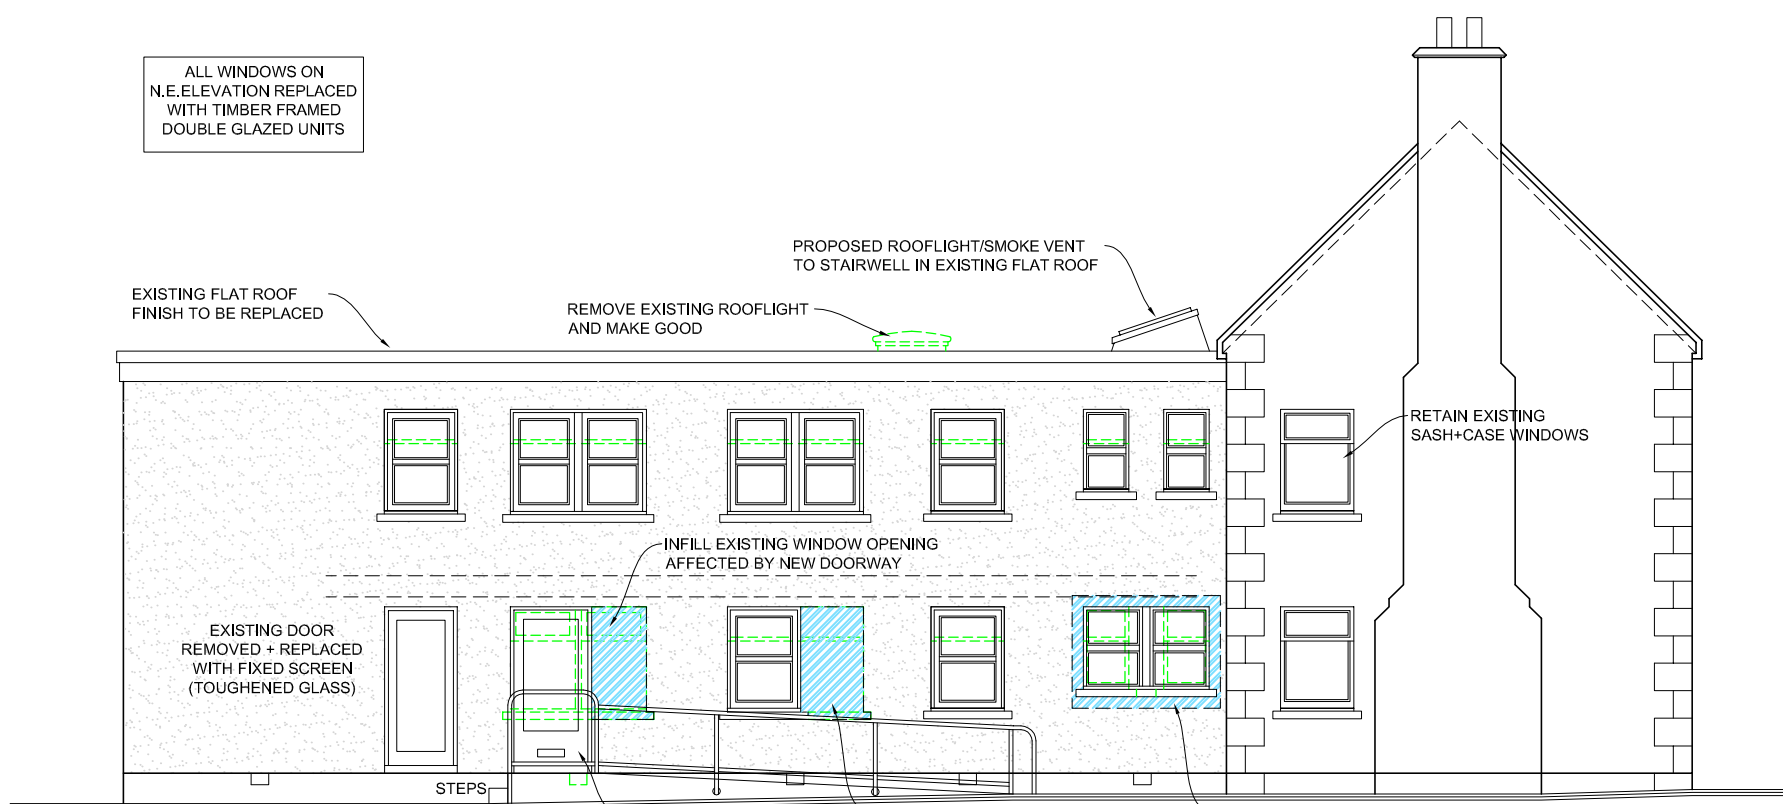 ALL WINDOWS ON
N.E.ELEVATION REPLACED
WITH TIMBER FRAMED
DOUBLE GLAZED UNITS
PROPOSED ROOFLIGHT/SMOKE VENT
TO STAIRWELL IN EXISTING FLAT ROOF
EXISTING FLAT ROOF
FINISH TO BE REPLACED
REMOVE EXISTING ROOFLIGHT
AND MAKE GOOD
RETAIN EXISTING
SASH+CASE WINDOWS
INFILL EXISTING WINDOW OPENING
AFFECTED BY NEW DOORWAY
EXISTING DOOR
REMOVED + REPLACED
WITH FIXED SCREEN
(TOUGHENED GLASS)
STEPS